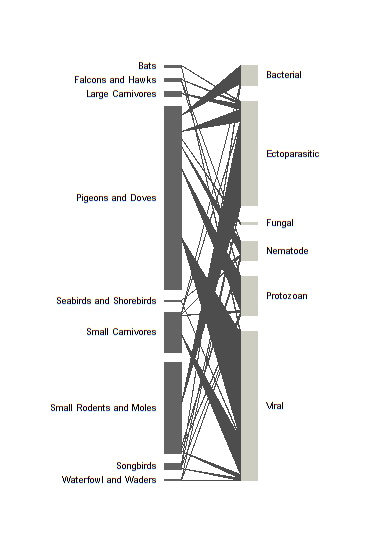 Bats
Falcons and Hawks
Large Carnivores
Pigeons and Doves
Seabirds and Shorebirds
Small Carnivores
Small Rodents and Moles
Songbirds
Waterfowl and Waders
Bacterial
Ectoparasitic
Fungal
Nematode
Protozoan
Viral